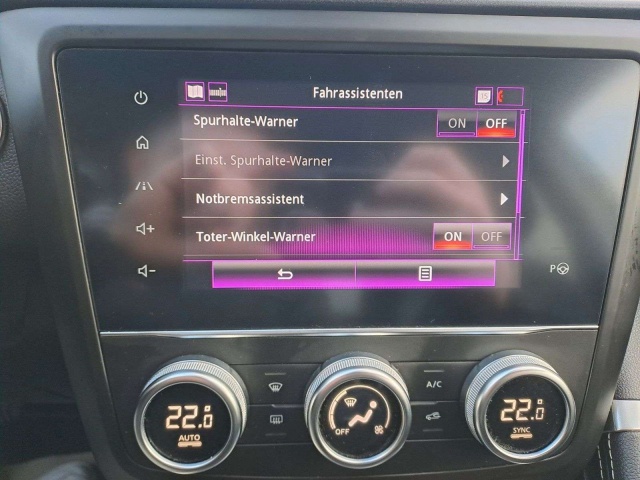 Fahrassistenten
Spurhalte-Warner ON OFF
Einst. Spurhalte-Warner
Notbremsassistent
Toter-Winkel-Warner ON OFF
P
A/C
22.0
AUTO
OFF
22.0
SYNC